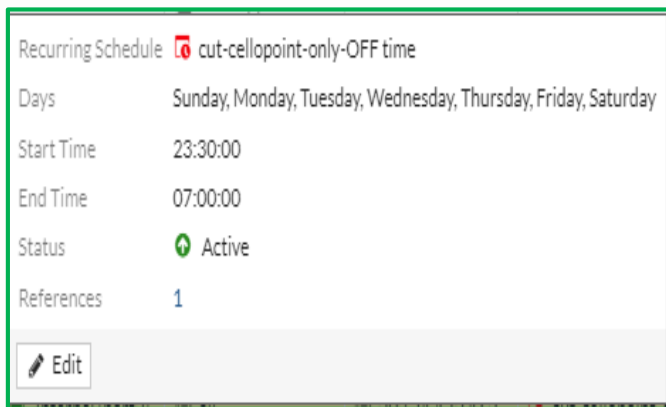 Recurring Schedule cut-cellopoint-only-OFF time
Days Sunday, Monday, Tuesday, Wednesday, Thursday, Friday, Saturday
Start Time 23:30:00
End Time 07:00:00
Status Active
References 1
Edit